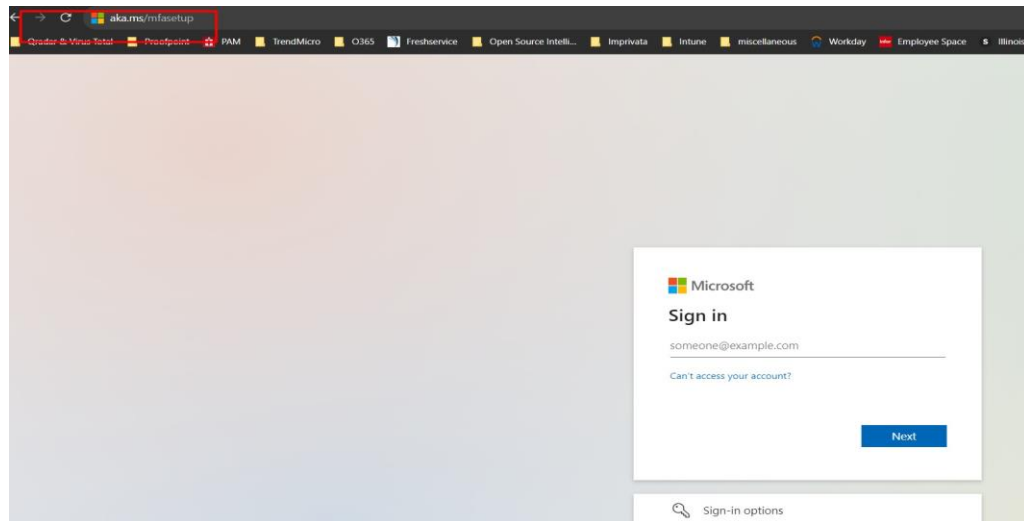 aka.ms/mfasetup
Qradar & Virus Total Proofpoint PAM TrendMicro O365 Freshservice Open Source Intelli... Imprivata Intune miscellaneous Workday Employee Space Illinois
Microsoft
Sign in
someone@example.com
Can't access your account?
Next
Sign-in options